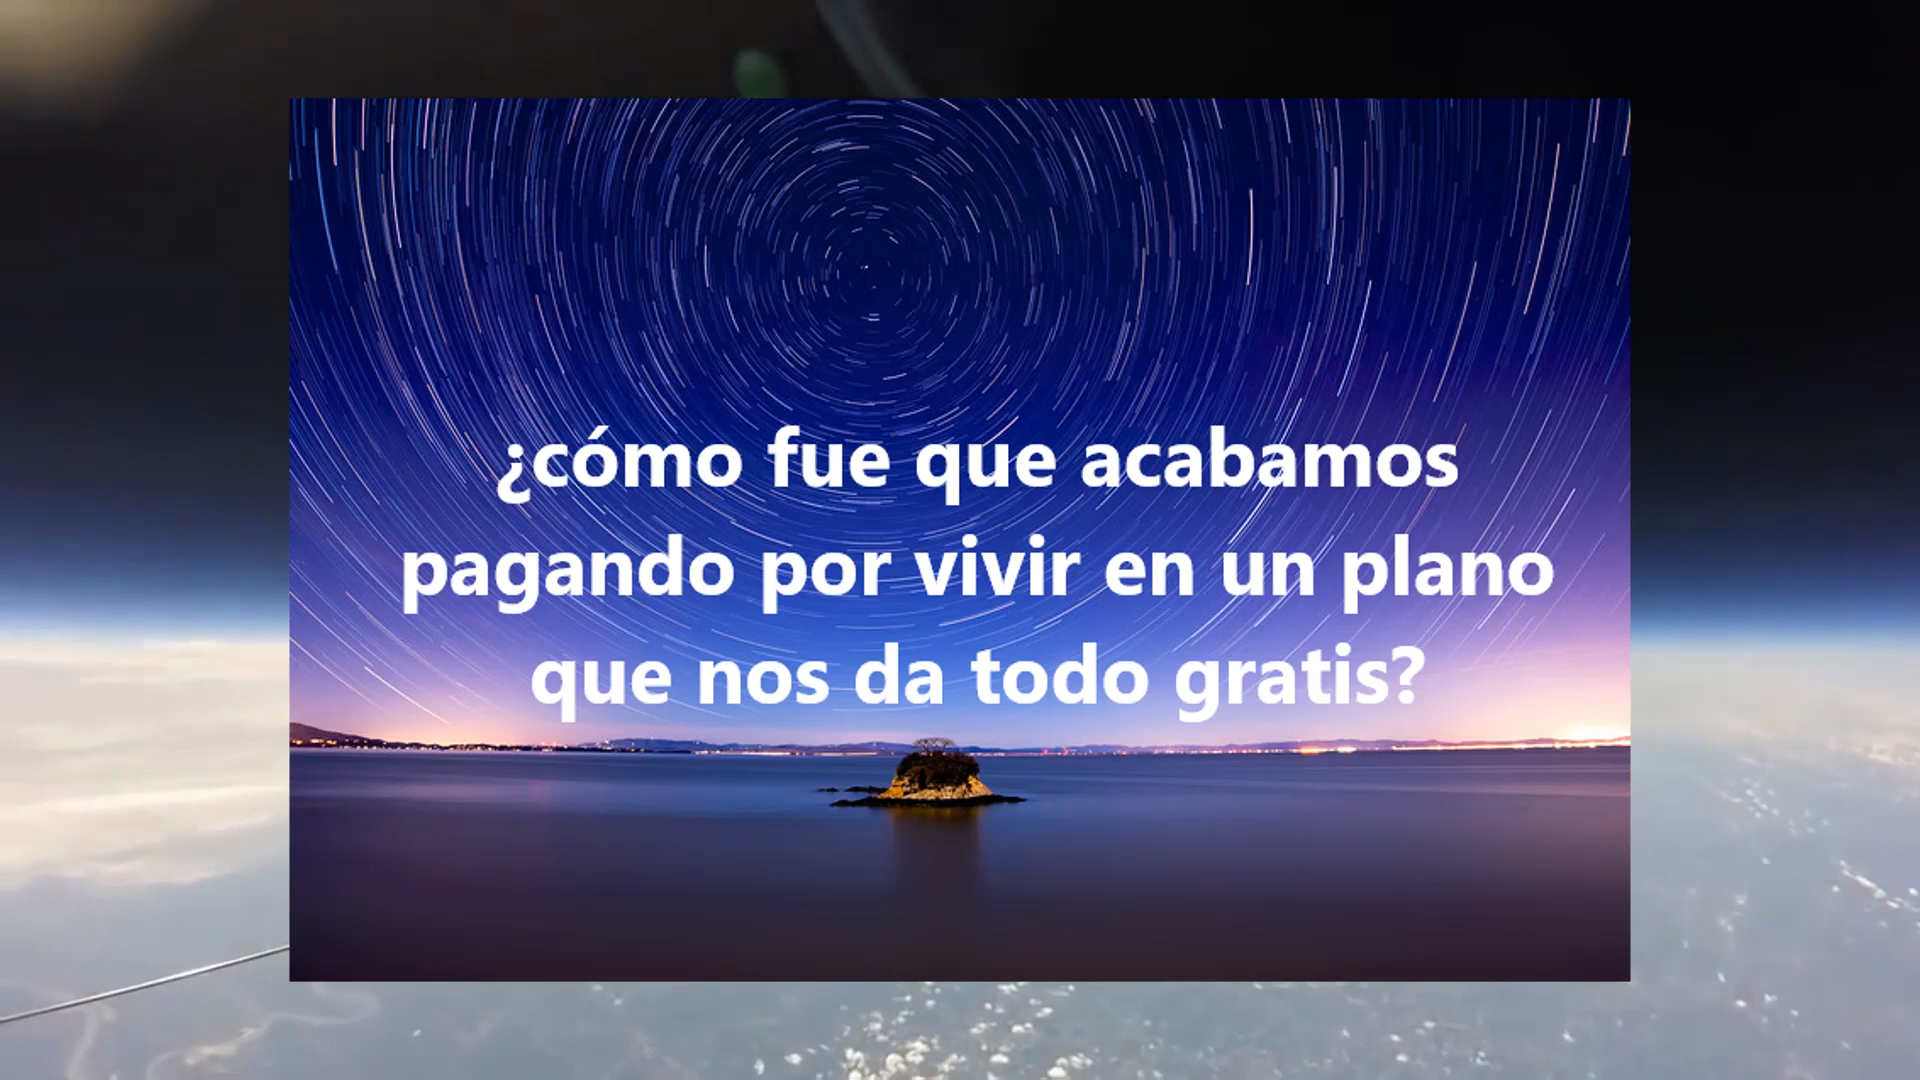 ¿cómo fue que acabamos
pagando por vivir en un plano
que nos da todo gratis?